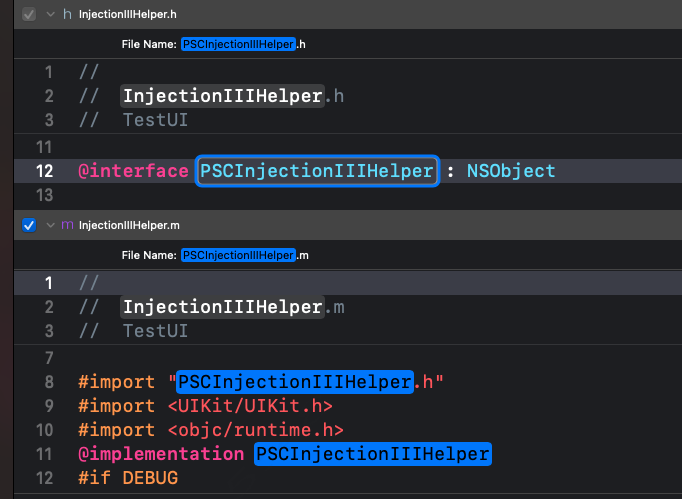 h InjectionIIIHelper.h
File Name: PSCInjectionIIIHelper.h
1 //
2 //  InjectionIIIHelper.h
3 //  TestUI
11
12 @interface PSCInjectionIIIHelper : NSObject
13
m InjectionIIIHelper.m
File Name: PSCInjectionIIIHelper.m
1 //
2 //  InjectionIIIHelper.m
3 //  TestUI
7
8 #import "PSCInjectionIIIHelper.h"
9 #import <UIKit/UIKit.h>
10 #import <objc/runtime.h>
11 @implementation PSCInjectionIIIHelper
12 #if DEBUG